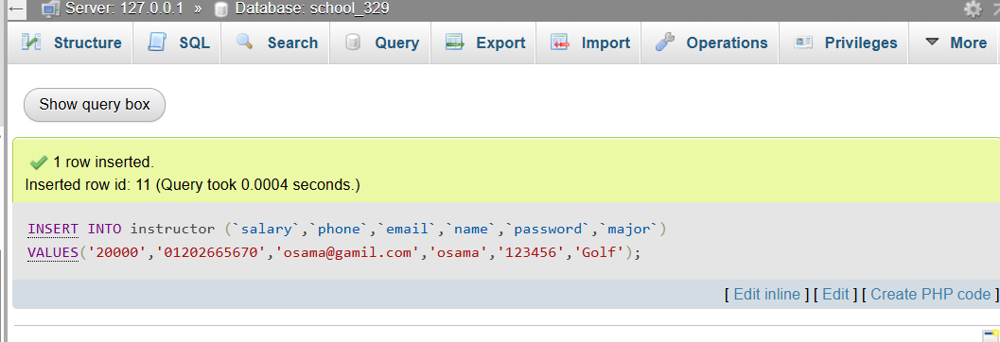 ← Server: 127.0.0.1 » Database: school_329
Structure SQL Search Query Export Import Operations Privileges More
Show query box
1 row inserted.
Inserted row id: 11 (Query took 0.0004 seconds.)
INSERT INTO instructor (`salary`,`phone`,`email`,`name`,`password`,`major`)
VALUES('20000','01202665670','osama@gamil.com','osama','123456','Golf');
[ Edit inline ] [ Edit ] [ Create PHP code ]